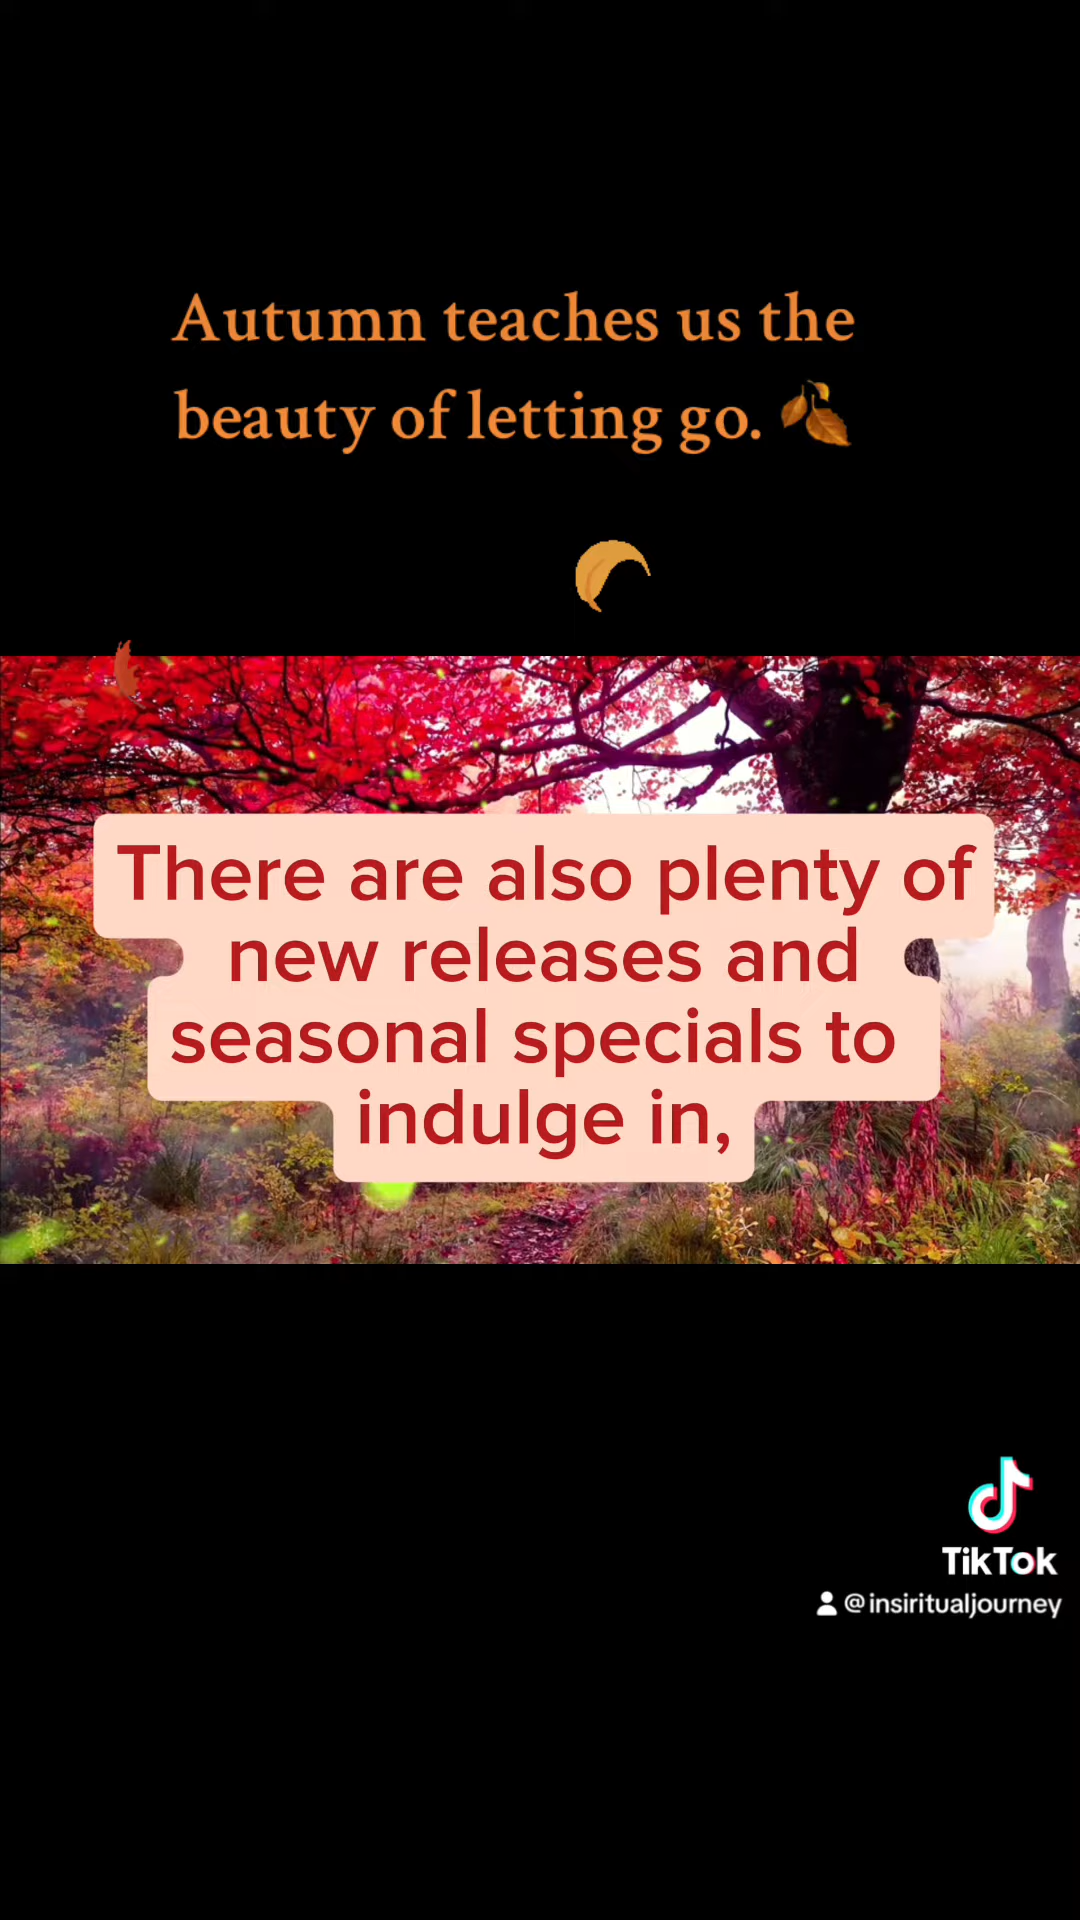 Autumn teaches us the
beauty of letting go. 🍂
There are also plenty of
new releases and
seasonal specials to
indulge in,
TikTok
@insiritualjourney